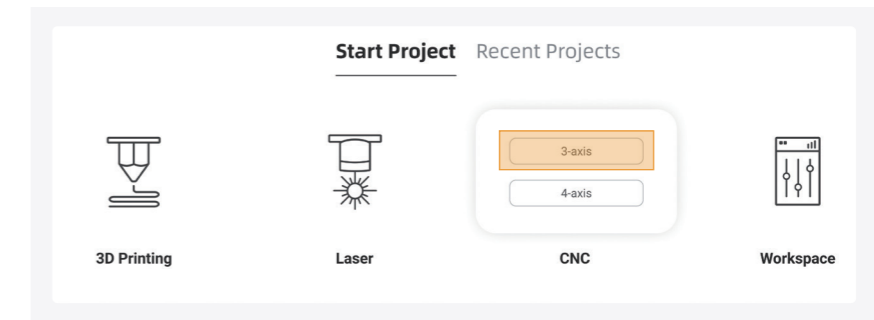 Start Project Recent Projects
3-axis
4-axis
3D Printing Laser CNC Workspace